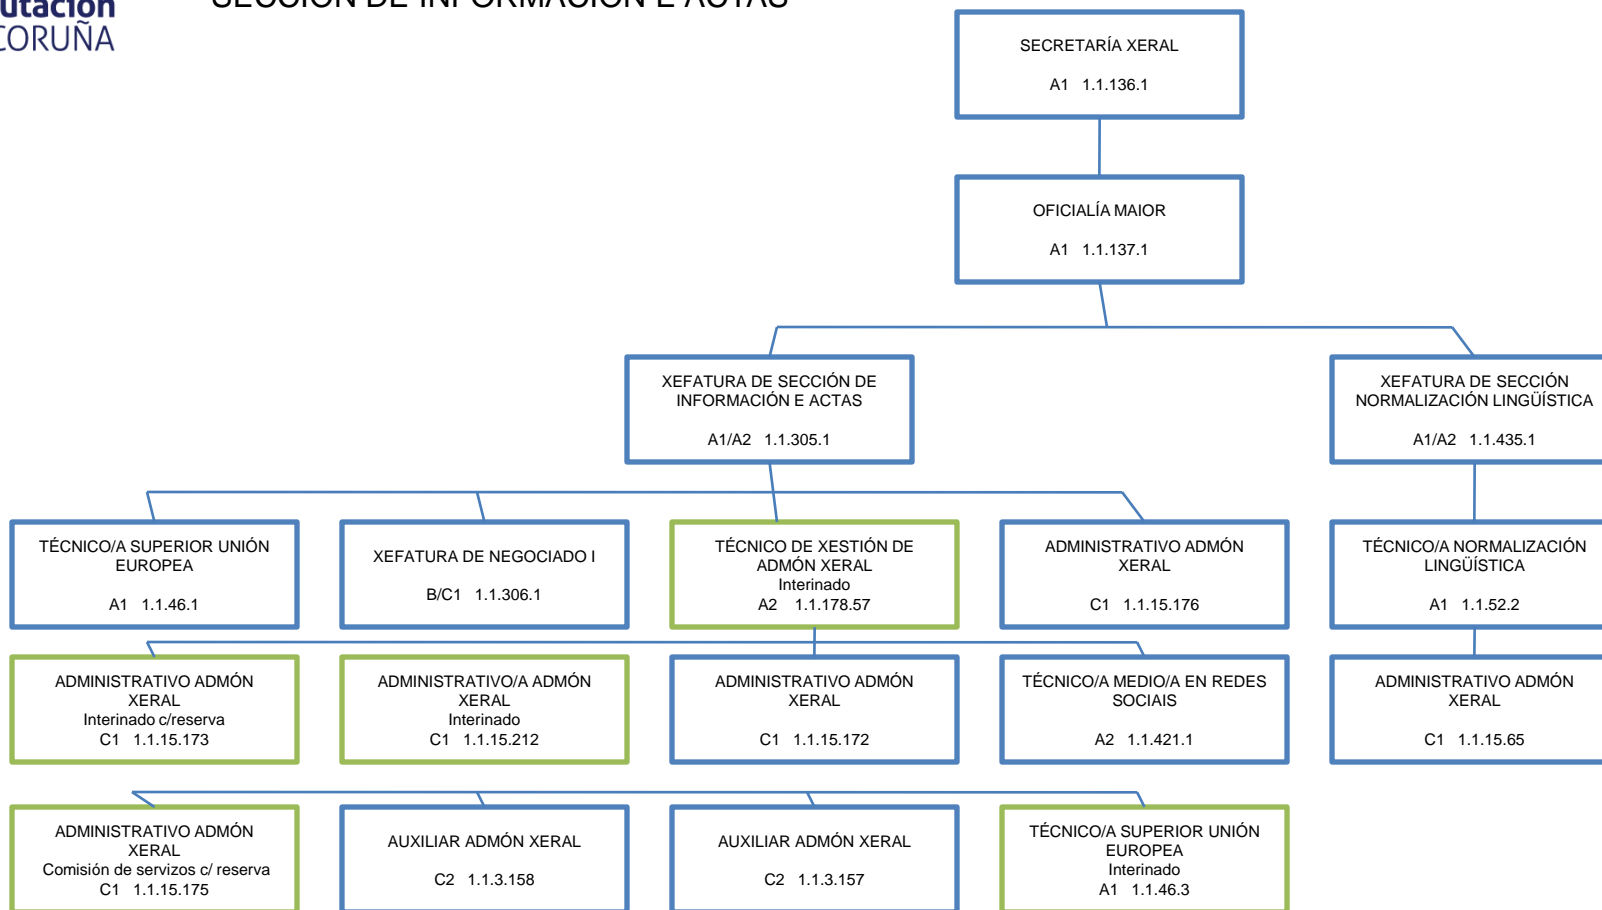 CORUÑA
SECRETARÍA XERAL
A1 1.1.136.1
OFICIALÍA MAIOR
A1 1.1.137.1
XEFATURA DE SECCIÓN DE
INFORMACIÓN E ACTAS
A1/A2 1.1.305.1
XEFATURA DE SECCIÓN
NORMALIZACIÓN LINGÜÍSTICA
A1/A2 1.1.435.1
TÉCNICO/A SUPERIOR UNIÓN
EUROPEA
A1 1.1.46.1
XEFATURA DE NEGOCIADO I
B/C1 1.1.306.1
TÉCNICO DE XESTIÓN DE
ADMÓN XERAL
Interinado
A2 1.1.178.57
ADMINISTRATIVO ADMÓN
XERAL
C1 1.1.15.176
TÉCNICO/A NORMALIZACIÓN
LINGÜÍSTICA
A1 1.1.52.2
ADMINISTRATIVO ADMÓN
XERAL
Interinado c/reserva
C1 1.1.15.173
ADMINISTRATIVO/A ADMÓN
XERAL
Interinado
C1 1.1.15.212
ADMINISTRATIVO ADMÓN
XERAL
C1 1.1.15.172
TÉCNICO/A MEDIO/A EN REDES
SOCIAIS
A2 1.1.421.1
ADMINISTRATIVO ADMÓN
XERAL
C1 1.1.15.65
ADMINISTRATIVO ADMÓN
XERAL
Comisión de servizos c/ reserva
C1 1.1.15.175
AUXILIAR ADMÓN XERAL
C2 1.1.3.158
AUXILIAR ADMÓN XERAL
C2 1.1.3.157
TÉCNICO/A SUPERIOR UNIÓN
EUROPEA
Interinado
A1 1.1.46.3